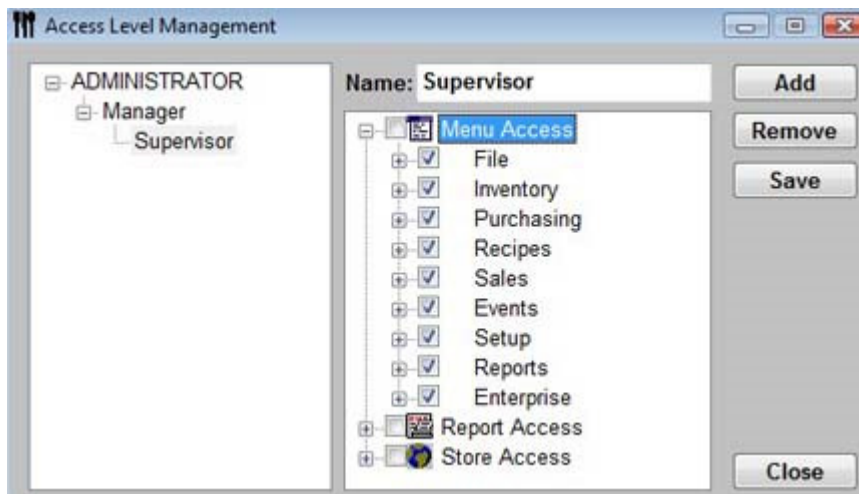 Access Level Management
ADMINISTRATOR
Manager
Supervisor
Name: Supervisor
Menu Access
File
Inventory
Purchasing
Recipes
Sales
Events
Setup
Reports
Enterprise
Report Access
Store Access
Add
Remove
Save
Close